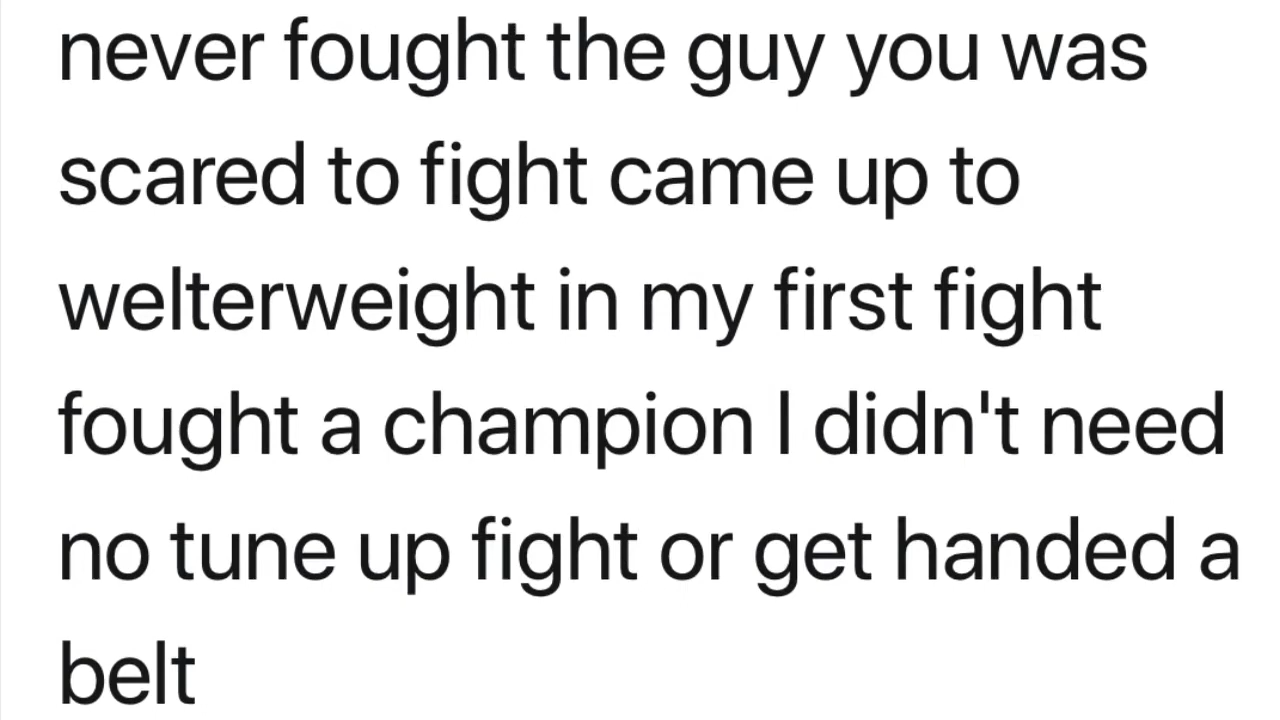 never fought the guy you was
scared to fight came up to
welterweight in my first fight
fought a champion I didn't need
no tune up fight or get handed a
belt